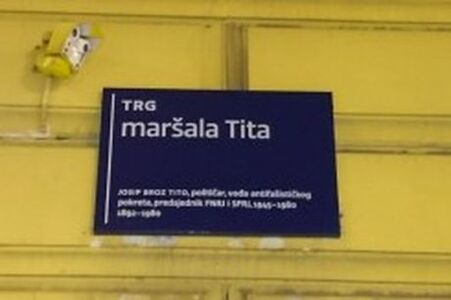 TRG
maršala Tita
JOSIP BROZ TITO, političar, vođa antifašističkog
pokreta, predsjednik FNRJ i SFRJ, 1945–1980
1892–1980